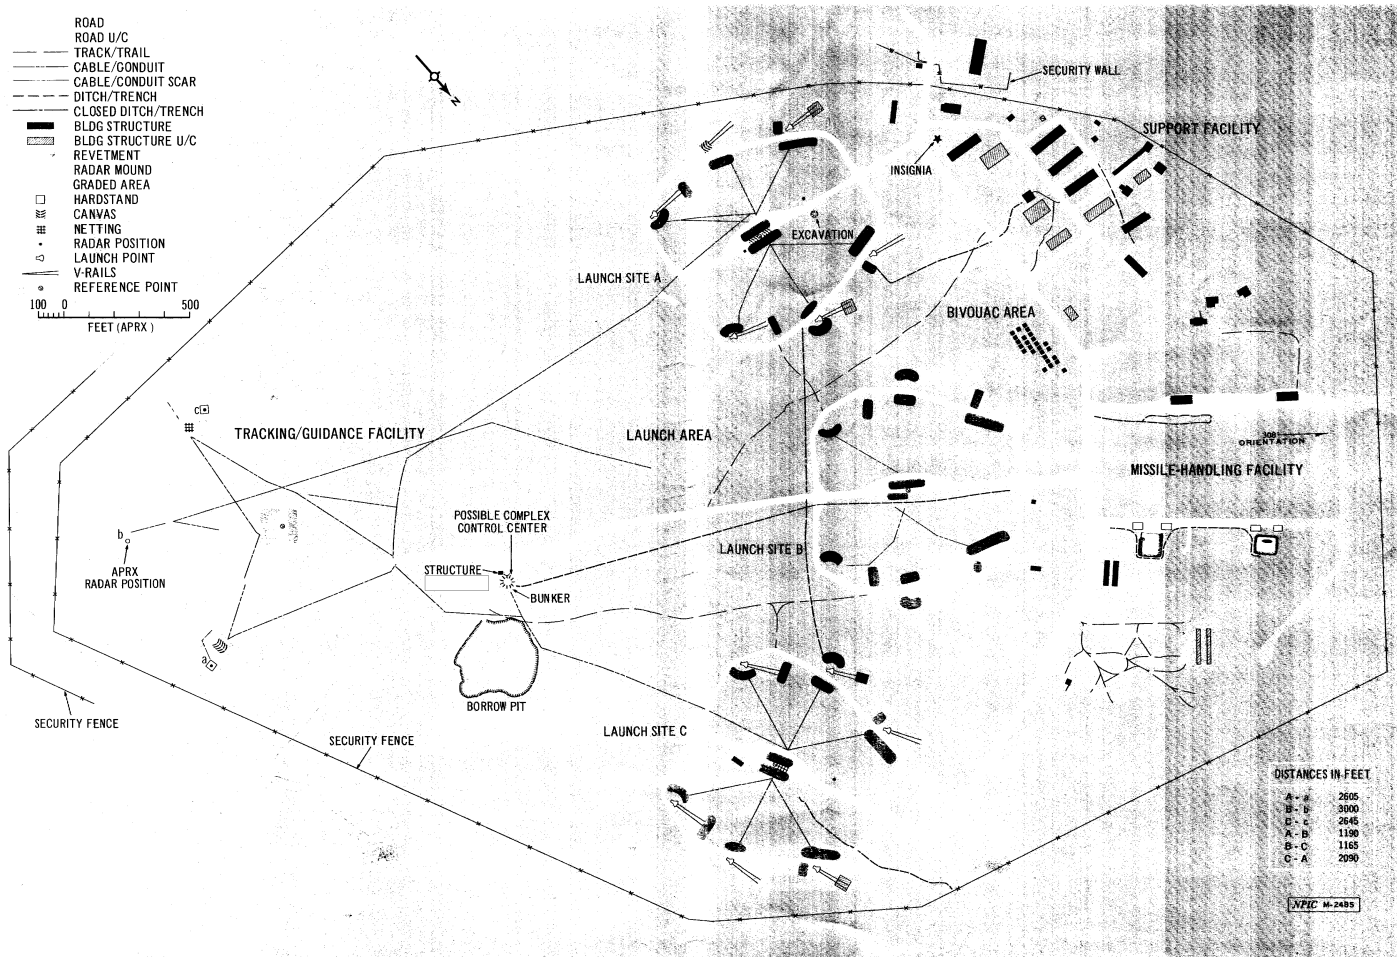 ROAD
ROAD U/C
TRACK/TRAIL
CABLE/CONDUIT
CABLE/CONDUIT SCAR
DITCH/TRENCH
CLOSED DITCH/TRENCH
BLDG STRUCTURE
BLDG STRUCTURE U/C
REVETMENT
RADAR MOUND
GRADED AREA
HARDSTAND
CANVAS
NETTING
RADAR POSITION
LAUNCH POINT
V-RAILS
REFERENCE POINT
100 0 500
FEET (APRX)
N
SECURITY WALL
SUPPORT FACILITY
INSIGNIA
EXCAVATION
LAUNCH SITE A
BIVOUAC AREA
c
TRACKING/GUIDANCE FACILITY
LAUNCH AREA
308
ORIENTATION
MISSILE-HANDLING FACILITY
POSSIBLE COMPLEX
CONTROL CENTER
b
APRX
RADAR POSITION
LAUNCH SITE B
STRUCTURE
BUNKER
a
BORROW PIT
SECURITY FENCE
SECURITY FENCE
LAUNCH SITE C
DISTANCES IN FEET
A - a 2605
B - b 3000
C - c 2645
A - B 1190
B - C 1165
C - A 2090
NPIC M-2485